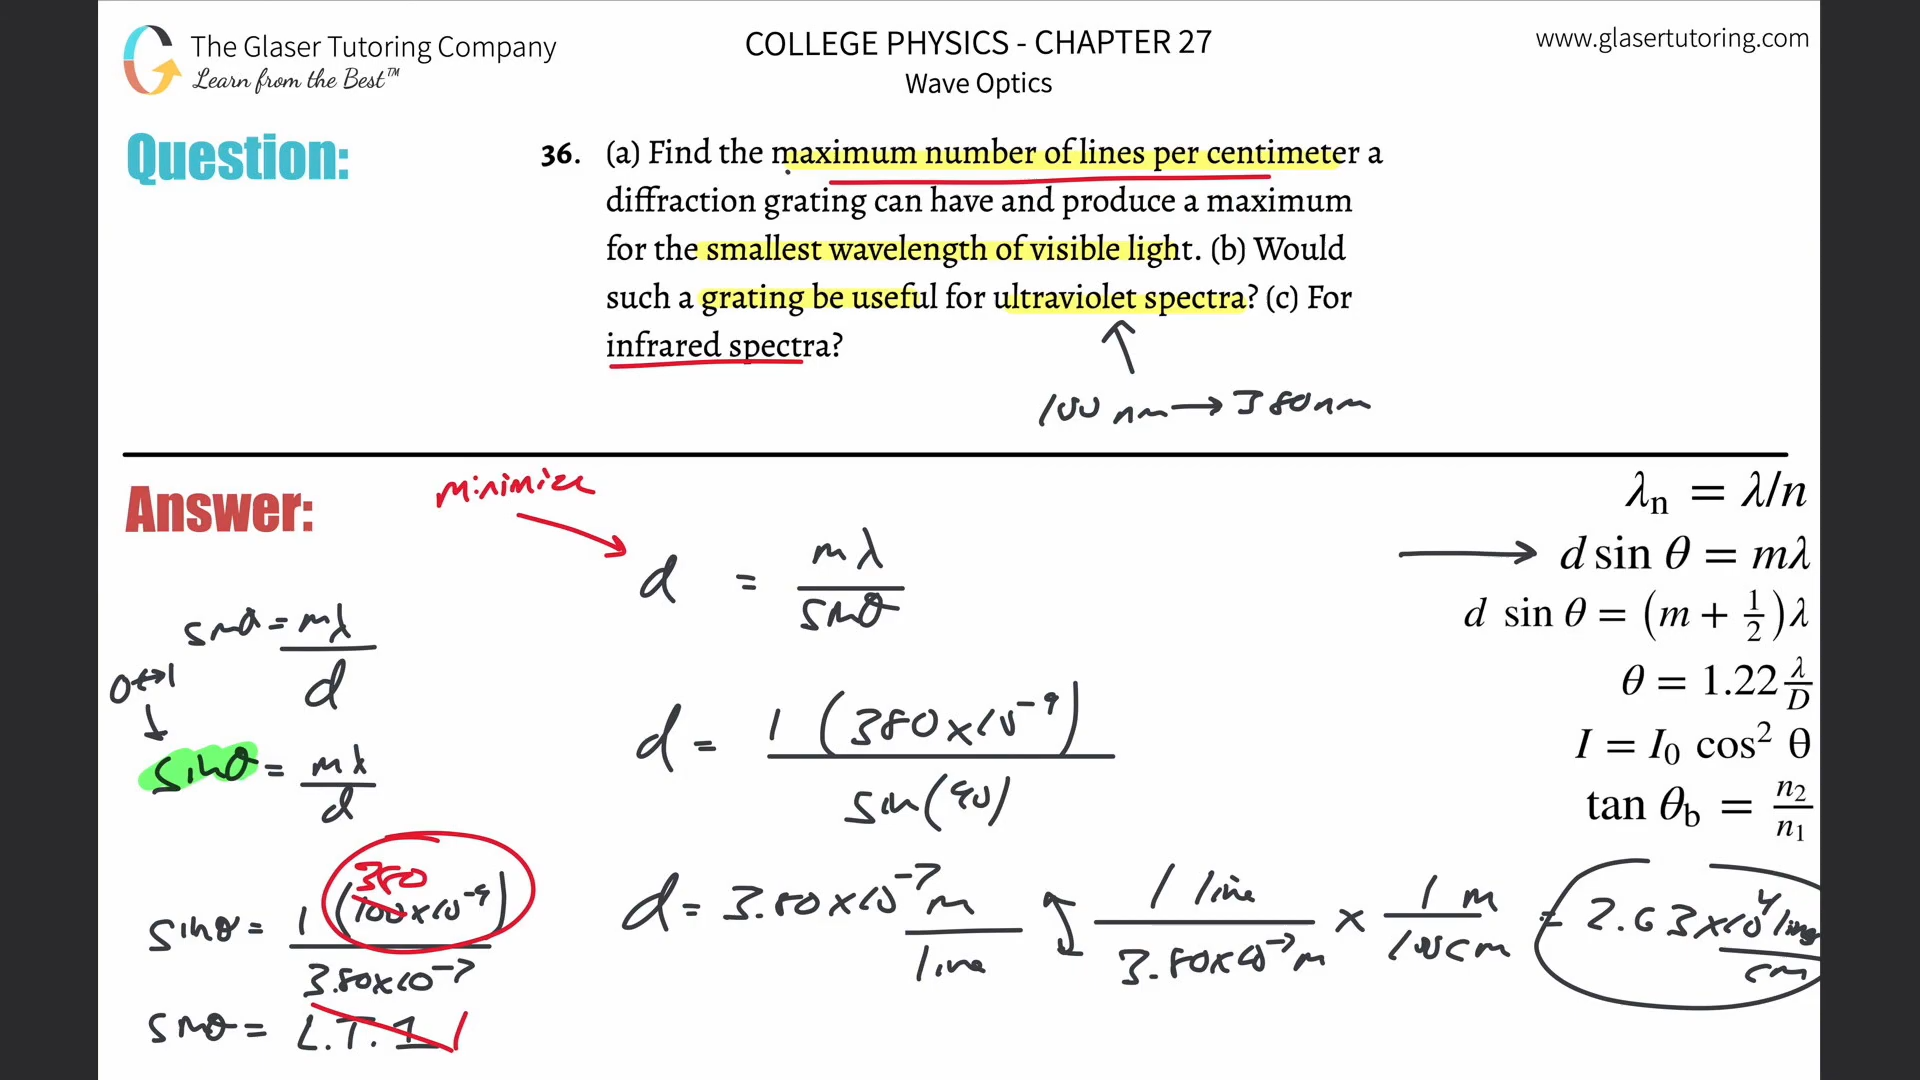 The Glaser Tutoring Company
Learn from the Best™
COLLEGE PHYSICS - CHAPTER 27
Wave Optics
www.glasertutoring.com
Question:
36. (a) Find the maximum number of lines per centimeter a
diffraction grating can have and produce a maximum
for the smallest wavelength of visible light. (b) Would
such a grating be useful for ultraviolet spectra? (c) For
infrared spectra?
100 nm → 380 nm
Answer:
minimize
d = mλ / sinθ
sinθ = mλ / d
0 ↔ 1
sinθ = mλ / d
d = 1 (380 x 10⁻⁹) / sin(90)
sinθ = 1 (100 380 x 10⁻⁹) / 3.80 x 10⁻⁷
sinθ = L.T. 1 1
d = 3.80 x 10⁻⁷ m / line
1 line / 3.80 x 10⁻⁷ m x 1 m / 100 cm = 2.63 x 10⁴ lines / cm
λn = λ/n
→ d sin θ = mλ
d sin θ = (m + 1/2)λ
θ = 1.22 λ/D
I = I₀ cos² θ
tan θb = n₂/n₁